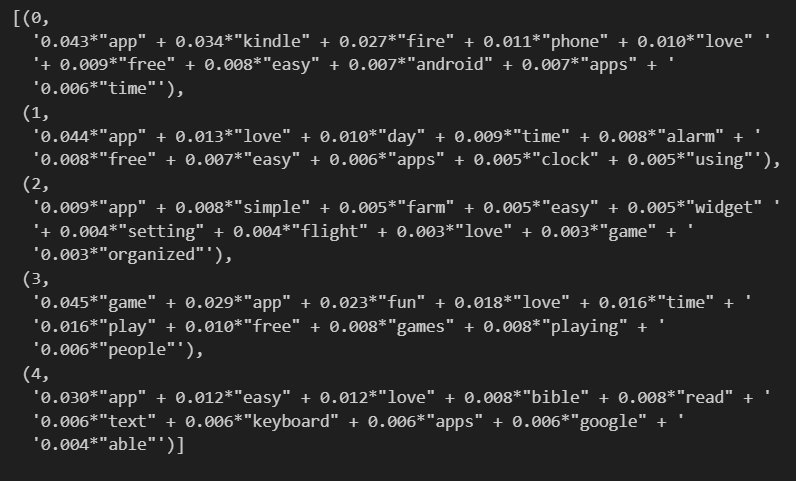 [(0,
'0.043*"app" + 0.034*"kindle" + 0.027*"fire" + 0.011*"phone" + 0.010*"love" '
'+ 0.009*"free" + 0.008*"easy" + 0.007*"android" + 0.007*"apps" + '
'0.006*"time"'),
(1,
'0.044*"app" + 0.013*"love" + 0.010*"day" + 0.009*"time" + 0.008*"alarm" + '
'0.008*"free" + 0.007*"easy" + 0.006*"apps" + 0.005*"clock" + 0.005*"using"'),
(2,
'0.009*"app" + 0.008*"simple" + 0.005*"farm" + 0.005*"easy" + 0.005*"widget" '
'+ 0.004*"setting" + 0.004*"flight" + 0.003*"love" + 0.003*"game" + '
'0.003*"organized"'),
(3,
'0.045*"game" + 0.029*"app" + 0.023*"fun" + 0.018*"love" + 0.016*"time" + '
'0.016*"play" + 0.010*"free" + 0.008*"games" + 0.008*"playing" + '
'0.006*"people"'),
(4,
'0.030*"app" + 0.012*"easy" + 0.012*"love" + 0.008*"bible" + 0.008*"read" + '
'0.006*"text" + 0.006*"keyboard" + 0.006*"apps" + 0.006*"google" + '
'0.004*"able"')]